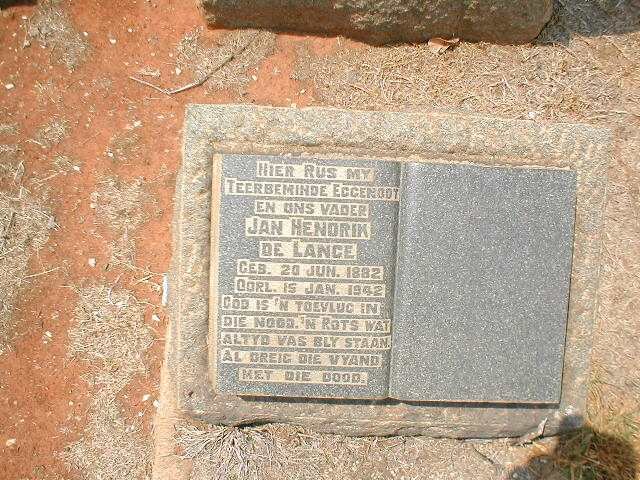 HIER RUS MY
TEERBEMINDE EGGENOOT
EN ONS VADER
JAN HENDRIK
DE LANGE
GEB. 20 JUN. 1882
OORL. 15 JAN. 1942
GOD IS 'N TOEVLUG IN
DIE NOOD. 'N ROTS WAT
ALTYD VAS BLY STAAN.
AL DREIG DIE VYAND
MET DIE DOOD.